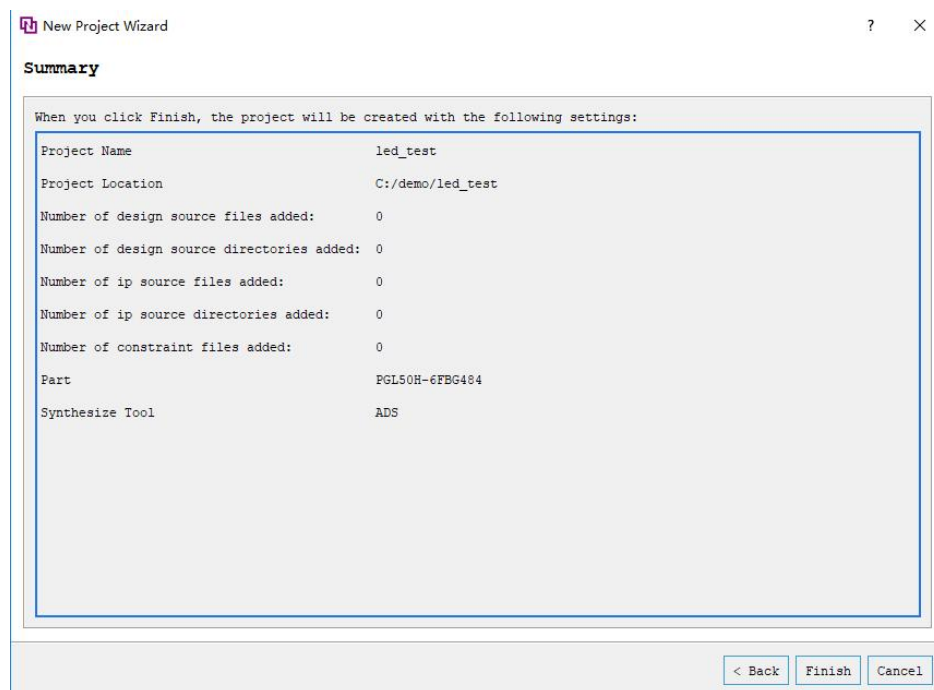 New Project Wizard ?
Summary
When you click Finish, the project will be created with the following settings:
Project Name led_test
Project Location C:/demo/led_test
Number of design source files added: 0
Number of design source directories added: 0
Number of ip source files added: 0
Number of ip source directories added: 0
Number of constraint files added: 0
Part PGL50H-6FBG484
Synthesize Tool ADS
< Back Finish Cancel